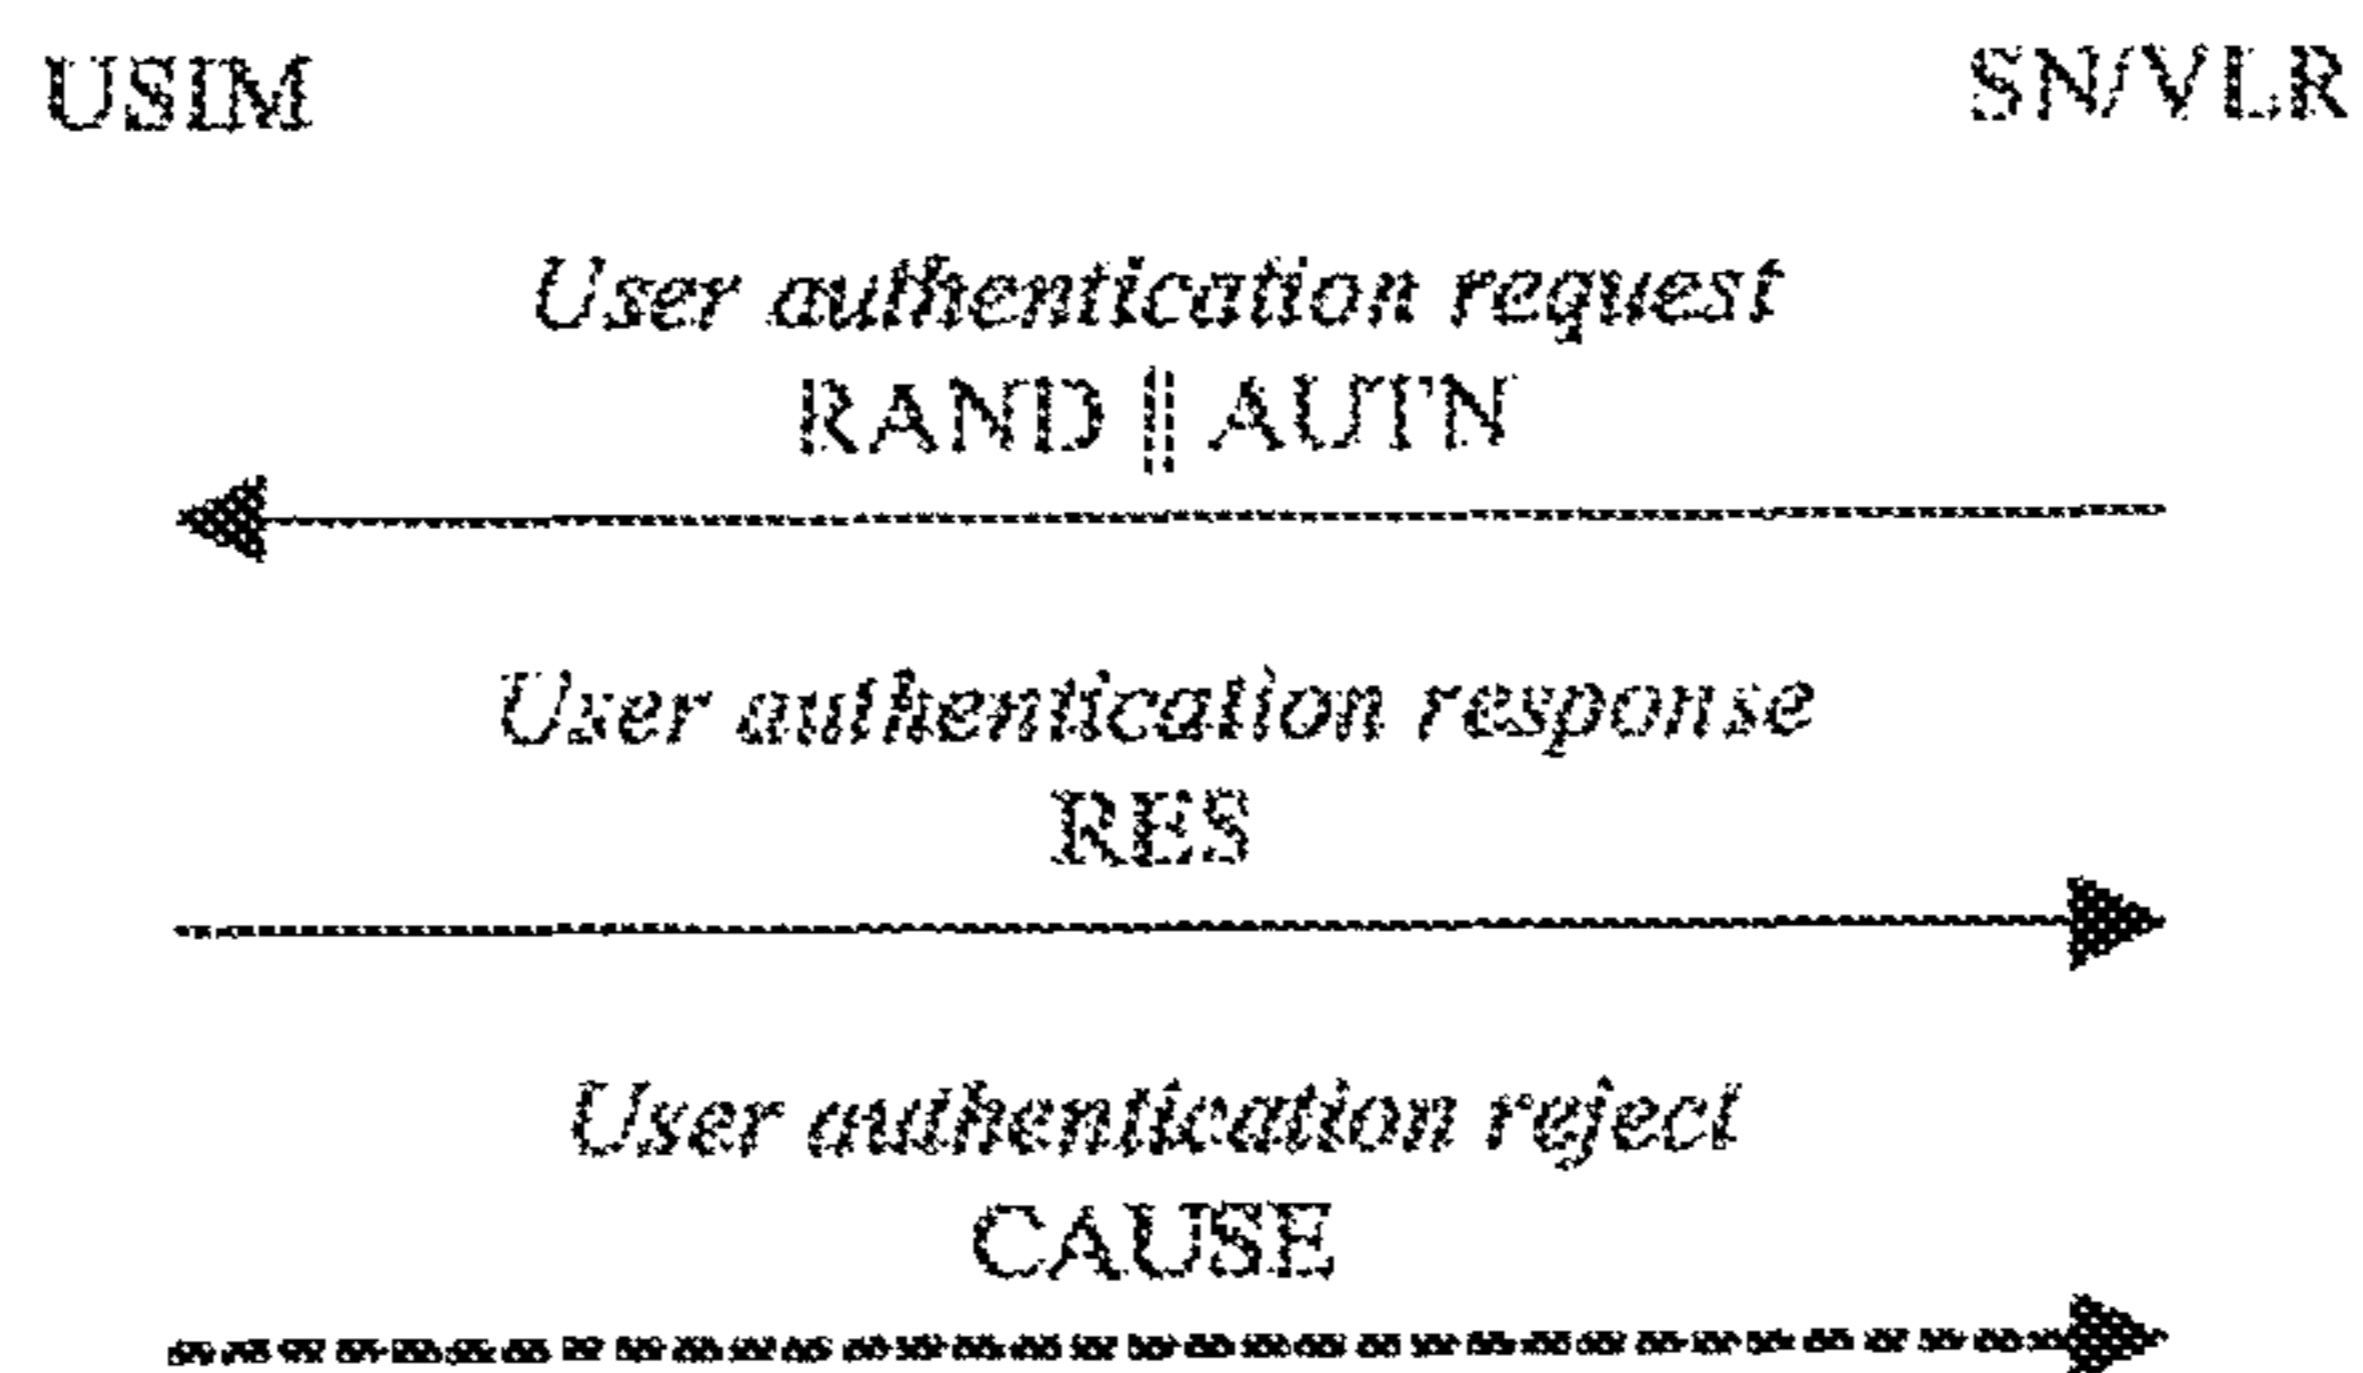 USIM SN/VLR
User authentication request
RAND || AUTN
User authentication response
RES
User authentication reject
CAUSE